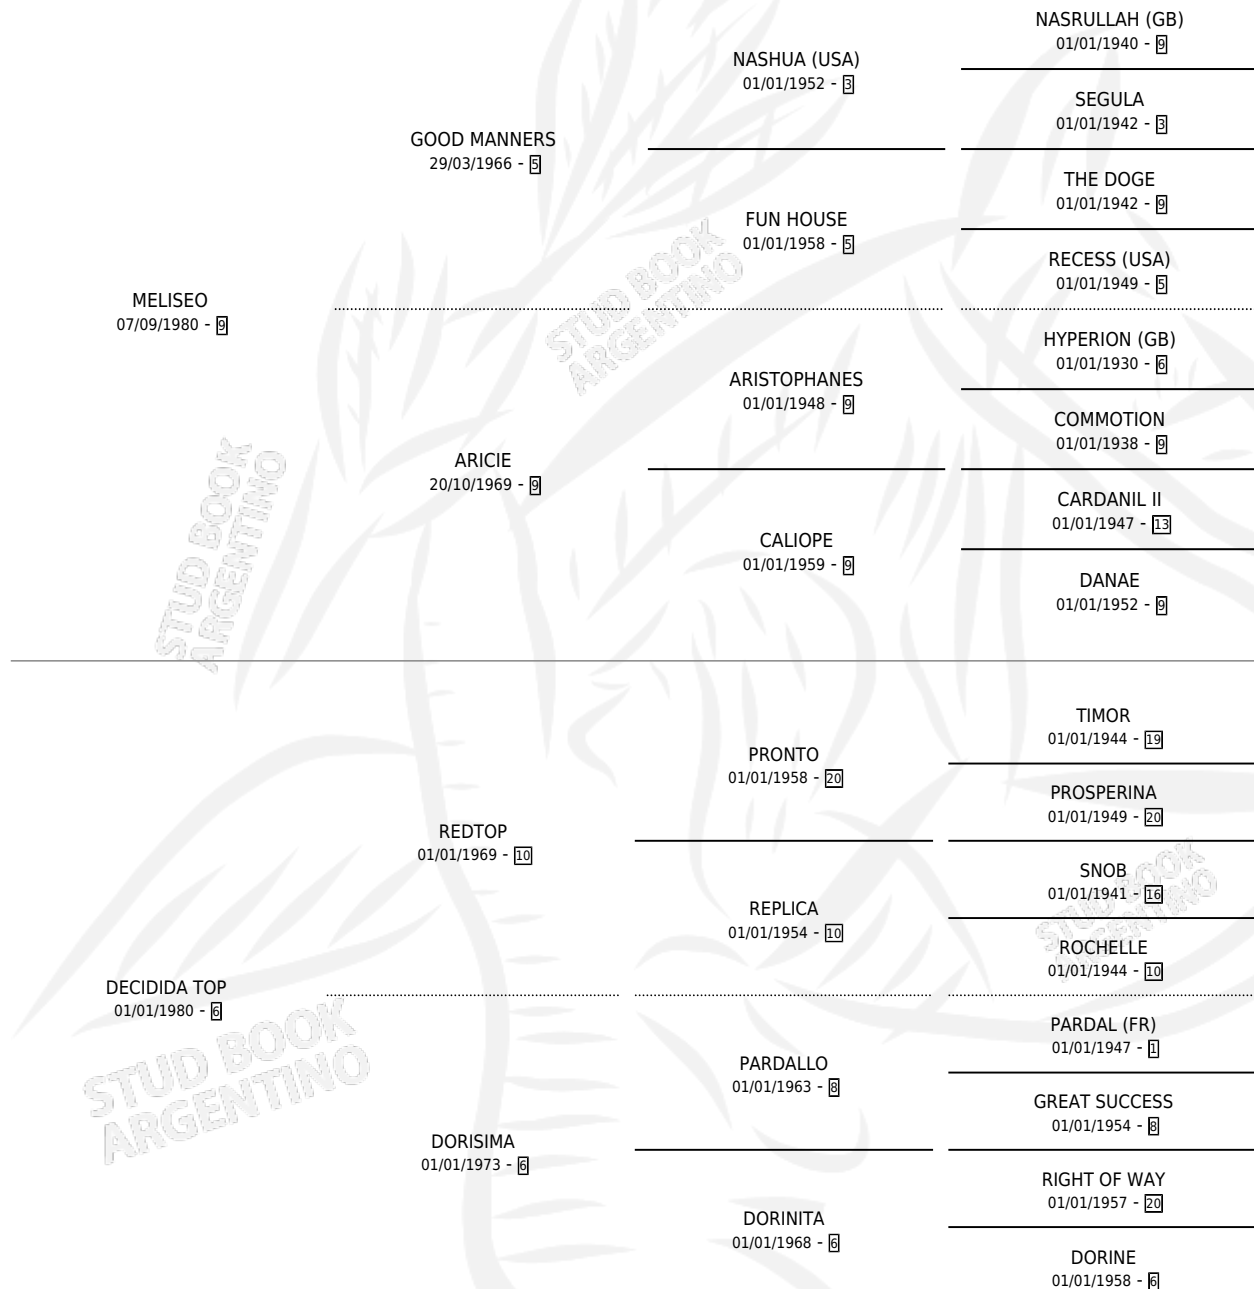 NASRULLAH (GB)
01/01/1940 - 9
NASHUA (USA)
01/01/1952 - 3
SEGULA
01/01/1942 - 3
GOOD MANNERS
29/03/1966 - 5
THE DOGE
01/01/1942 - 9
FUN HOUSE
01/01/1958 - 5
RECESS (USA)
01/01/1949 - 5
MELISEO
07/09/1980 - 9
HYPERION (GB)
01/01/1930 - 6
ARISTOPHANES
01/01/1948 - 9
COMMOTION
01/01/1938 - 9
ARICIE
20/10/1969 - 9
CARDANIL II
01/01/1947 - 13
CALIOPE
01/01/1959 - 9
DANAE
01/01/1952 - 9
TIMOR
01/01/1944 - 19
PRONTO
01/01/1958 - 20
PROSPERINA
01/01/1949 - 20
REDTOP
01/01/1969 - 10
SNOB
01/01/1941 - 16
REPLICA
01/01/1954 - 10
ROCHELLE
01/01/1944 - 10
DECIDIDA TOP
01/01/1980 - 6
PARDAL (FR)
01/01/1947 - 1
PARDALLO
01/01/1963 - 8
GREAT SUCCESS
01/01/1954 - 8
DORISIMA
01/01/1973 - 6
RIGHT OF WAY
01/01/1957 - 20
DORINITA
01/01/1968 - 6
DORINE
01/01/1958 - 6
STUD BOOK
ARGENTINO
STUD BOOK
ARGENTINO
STUD BOOK
ARGENTINO
STUD BOOK
ARGENTINO